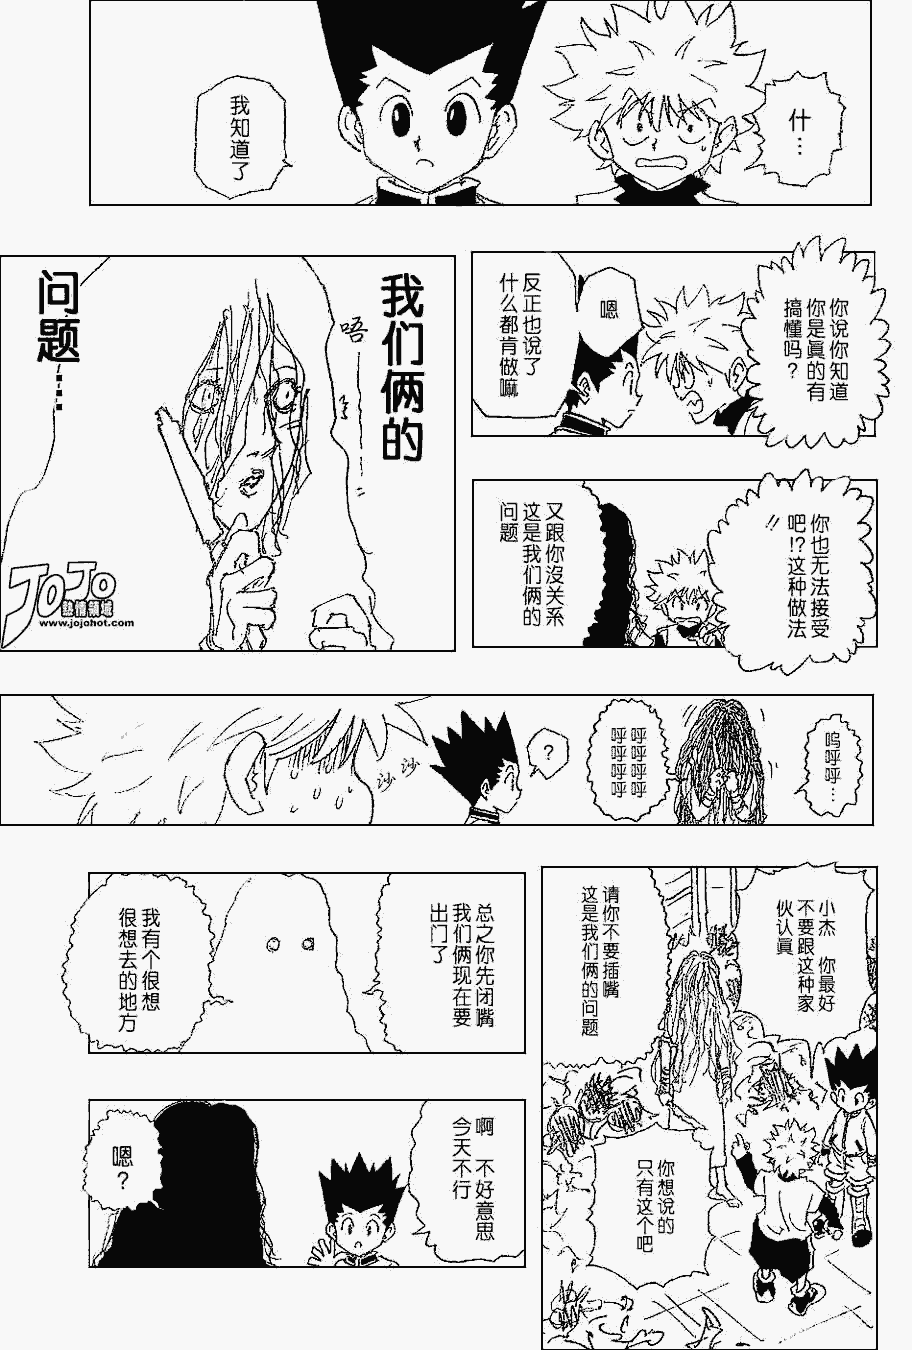 什…
我知道了
你说你知道
你是真的有
搞懂吗？
嗯
反正也说了
什么都肯做嘛
你也无法接受
吧!?这种做法
!!
又跟你沒关系
这是我们俩的
问题
我们俩的
唔
问题……
JOJO
热情领域
www.jojohot.com
呜呼呼…
呼呼呼呼
呼呼呼呼
？
沙沙
小杰 你最好
不要跟这种家
伙认真
请你不要插嘴
这是我们俩的问题
你想说的
只有这个吧
总之你先闭嘴
我们俩现在要
出门了
我有个很想
很想去的地方
啊 不好意思
今天不行
嗯？